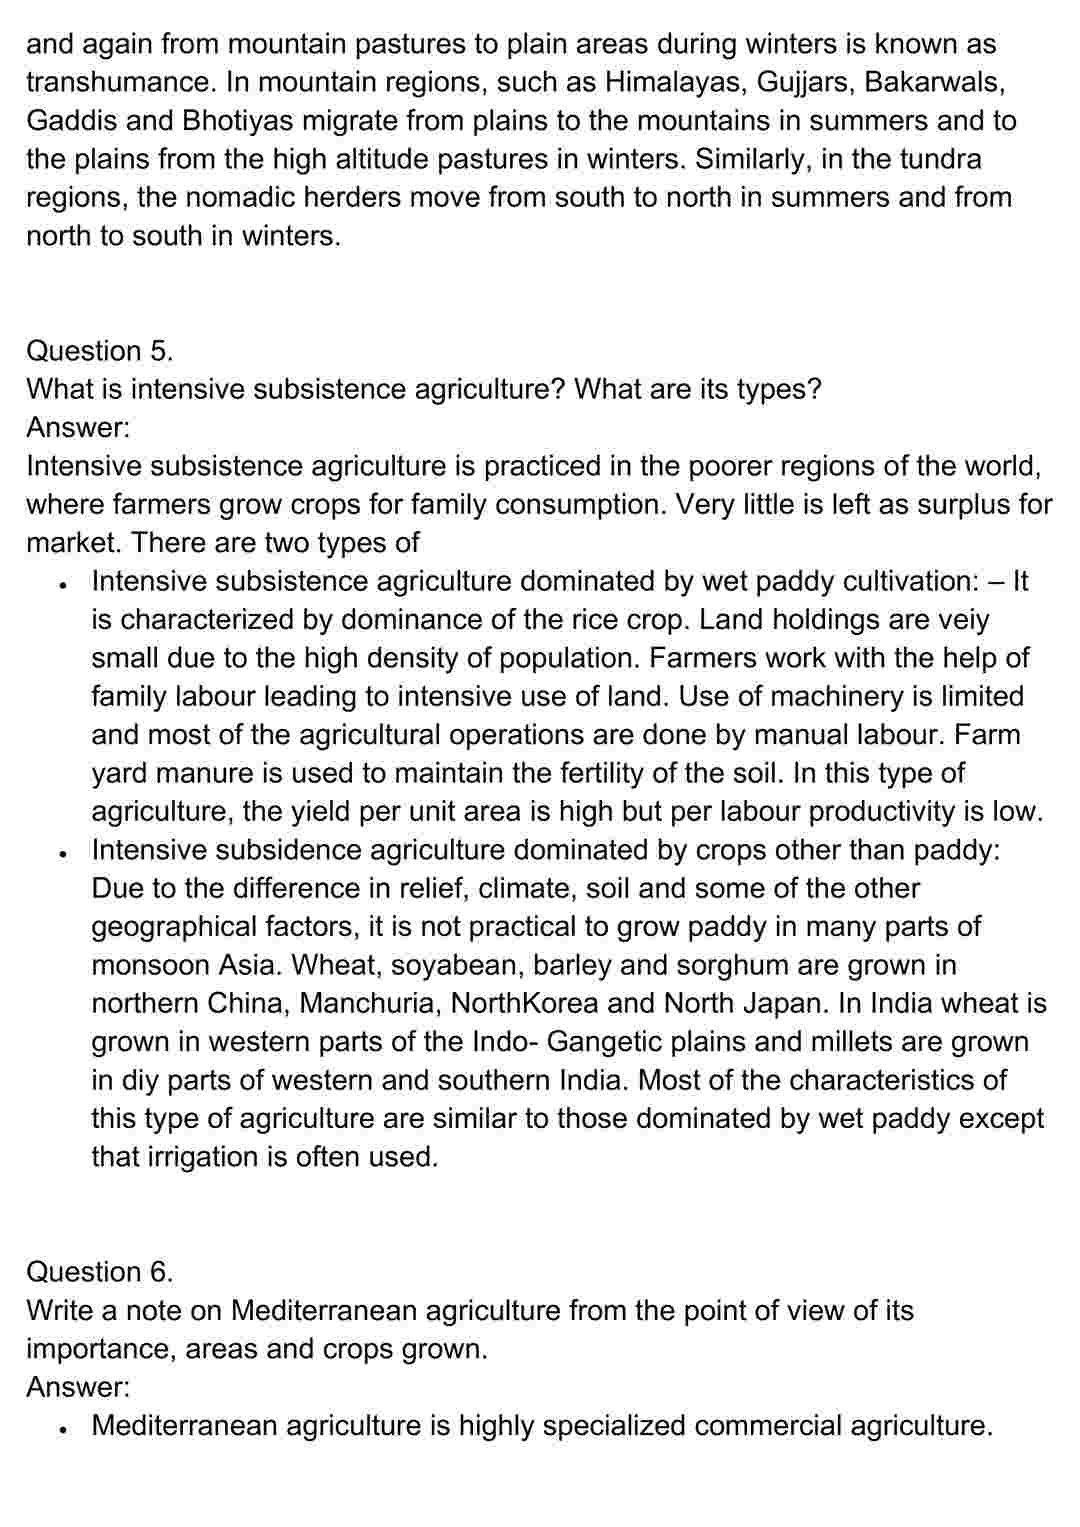 and again from mountain pastures to plain areas during winters is known as
transhumance. In mountain regions, such as Himalayas, Gujjars, Bakarwals,
Gaddis and Bhotiyas migrate from plains to the mountains in summers and to
the plains from the high altitude pastures in winters. Similarly, in the tundra
regions, the nomadic herders move from south to north in summers and from
north to south in winters.
Question 5.
What is intensive subsistence agriculture? What are its types?
Answer:
Intensive subsistence agriculture is practiced in the poorer regions of the world,
where farmers grow crops for family consumption. Very little is left as surplus for
market. There are two types of
• Intensive subsistence agriculture dominated by wet paddy cultivation: – It
is characterized by dominance of the rice crop. Land holdings are veiy
small due to the high density of population. Farmers work with the help of
family labour leading to intensive use of land. Use of machinery is limited
and most of the agricultural operations are done by manual labour. Farm
yard manure is used to maintain the fertility of the soil. In this type of
agriculture, the yield per unit area is high but per labour productivity is low.
• Intensive subsidence agriculture dominated by crops other than paddy:
Due to the difference in relief, climate, soil and some of the other
geographical factors, it is not practical to grow paddy in many parts of
monsoon Asia. Wheat, soyabean, barley and sorghum are grown in
northern China, Manchuria, NorthKorea and North Japan. In India wheat is
grown in western parts of the Indo- Gangetic plains and millets are grown
in diy parts of western and southern India. Most of the characteristics of
this type of agriculture are similar to those dominated by wet paddy except
that irrigation is often used.
Question 6.
Write a note on Mediterranean agriculture from the point of view of its
importance, areas and crops grown.
Answer:
• Mediterranean agriculture is highly specialized commercial agriculture.